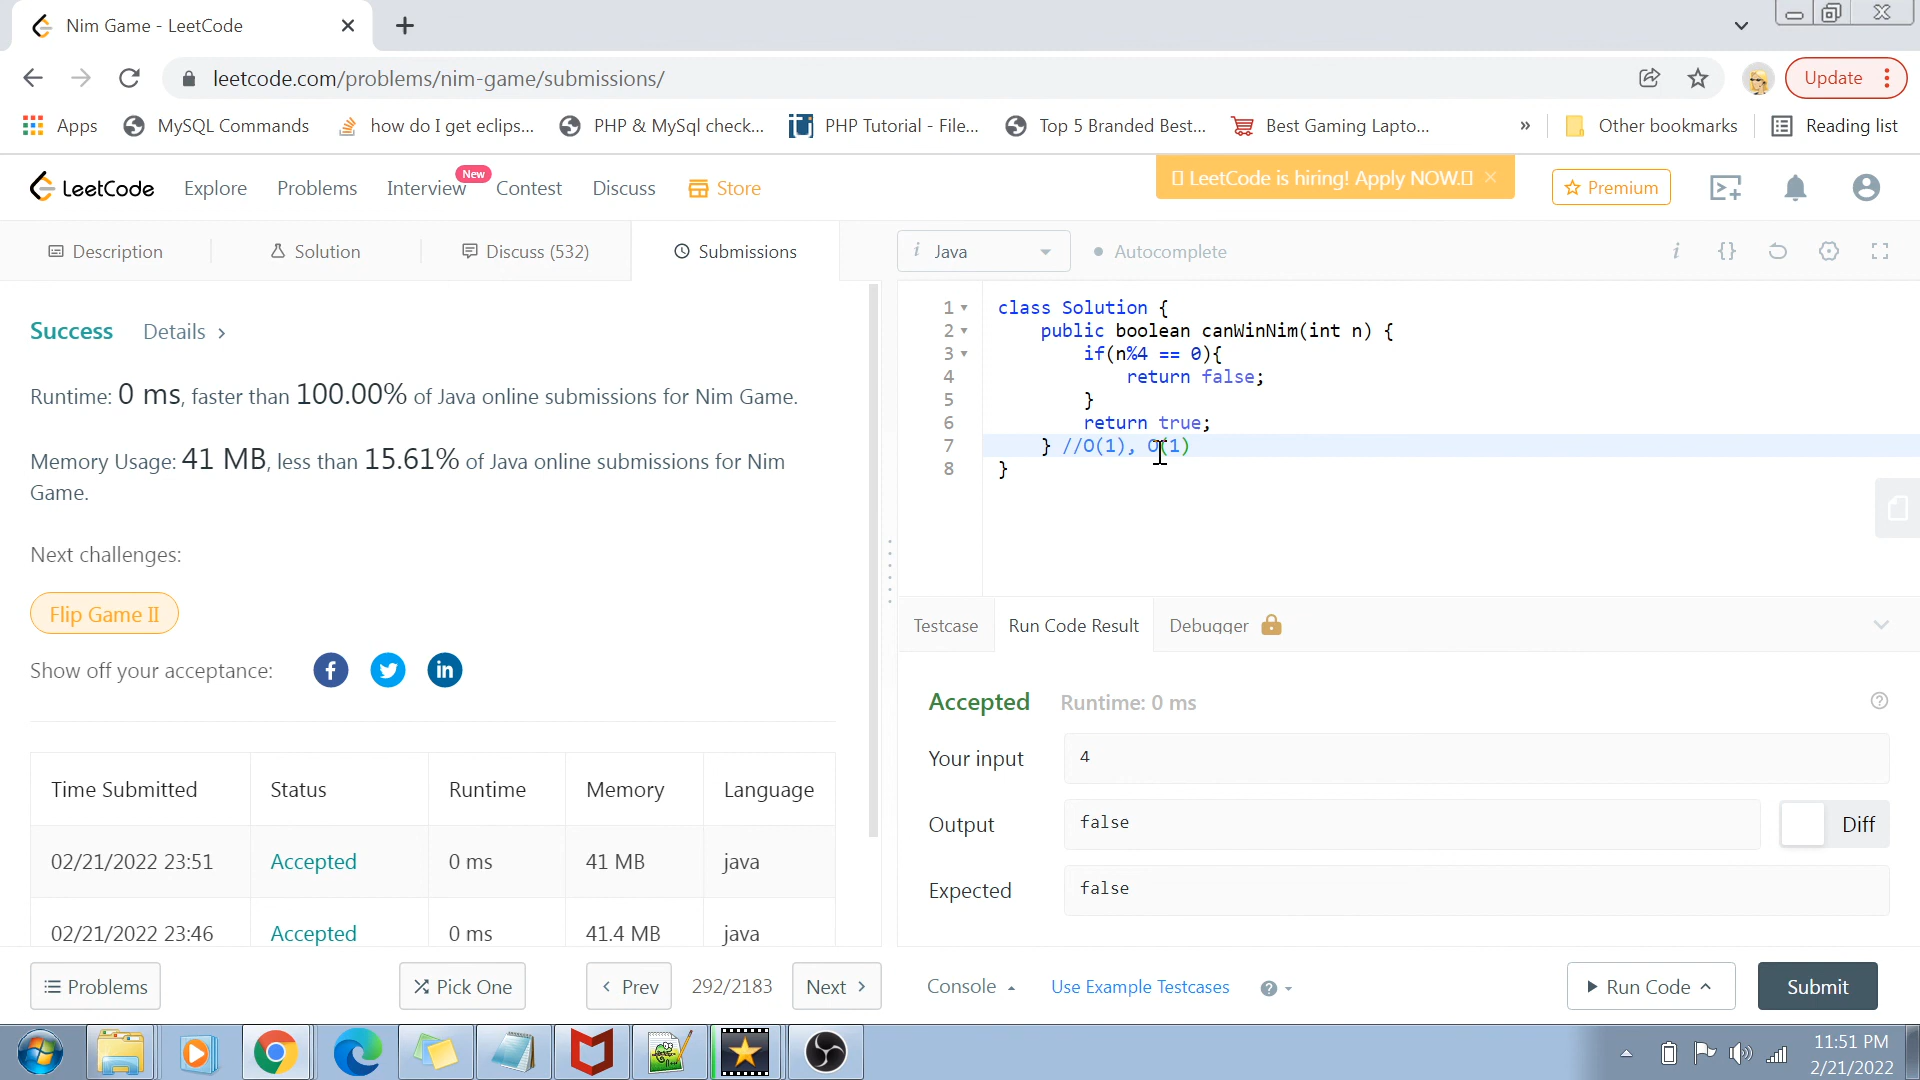 Nim Game - LeetCode
leetcode.com/problems/nim-game/submissions/
Update
Apps
MySQL Commands
how do I get eclips...
PHP & MySql check...
PHP Tutorial - File...
Top 5 Branded Best...
Best Gaming Lapto...
»
Other bookmarks
Reading list
LeetCode
Explore
Problems
Interview
New
Contest
Discuss
Store
LeetCode is hiring! Apply NOW.
Premium
Description
Solution
Discuss (532)
Submissions
i Java
Autocomplete
i {}
Success
Details
Runtime: 0 ms, faster than 100.00% of Java online submissions for Nim Game.
Memory Usage: 41 MB, less than 15.61% of Java online submissions for Nim
Game.
Next challenges:
Flip Game II
Show off your acceptance:
Time Submitted Status Runtime Memory Language
02/21/2022 23:51 Accepted 0 ms 41 MB java
02/21/2022 23:46 Accepted 0 ms 41.4 MB java
1 class Solution {
2 public boolean canWinNim(int n) {
3 if(n%4 == 0){
4 return false;
5 }
6 return true;
7 } //O(1), O(1)
8 }
Testcase
Run Code Result
Debugger
Accepted Runtime: 0 ms
Your input 4
Output false
Diff
Expected false
Problems
Pick One
Prev
292/2183
Next
Console
Use Example Testcases
Run Code
Submit
11:51 PM
2/21/2022